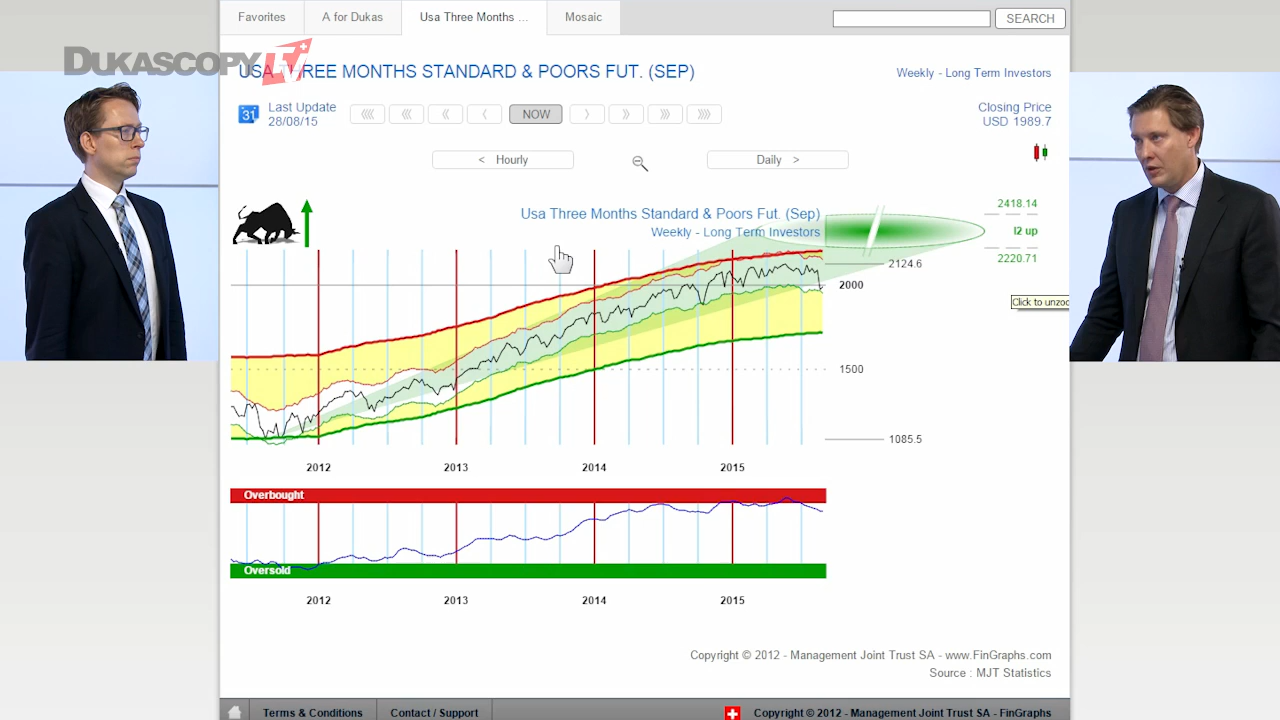 Favorites
A for Dukas
Usa Three Months ...
Mosaic
SEARCH
DUKASCOPY TV
USA THREE MONTHS STANDARD & POORS FUT. (SEP)
Weekly - Long Term Investors
31
Last Update
28/08/15
NOW
Closing Price
USD 1989.7
< Hourly
Daily >
Usa Three Months Standard & Poors Fut. (Sep)
Weekly - Long Term Investors
2418.14
I2 up
2220.71
2124.6
2000
Click to unzoo
1500
1085.5
2012
2013
2014
2015
Overbought
Oversold
2012
2013
2014
2015
Copyright © 2012 - Management Joint Trust SA - www.FinGraphs.com
Source : MJT Statistics
Terms & Conditions
Contact / Support
Copyright © 2012 - Management Joint Trust SA - FinGraphs